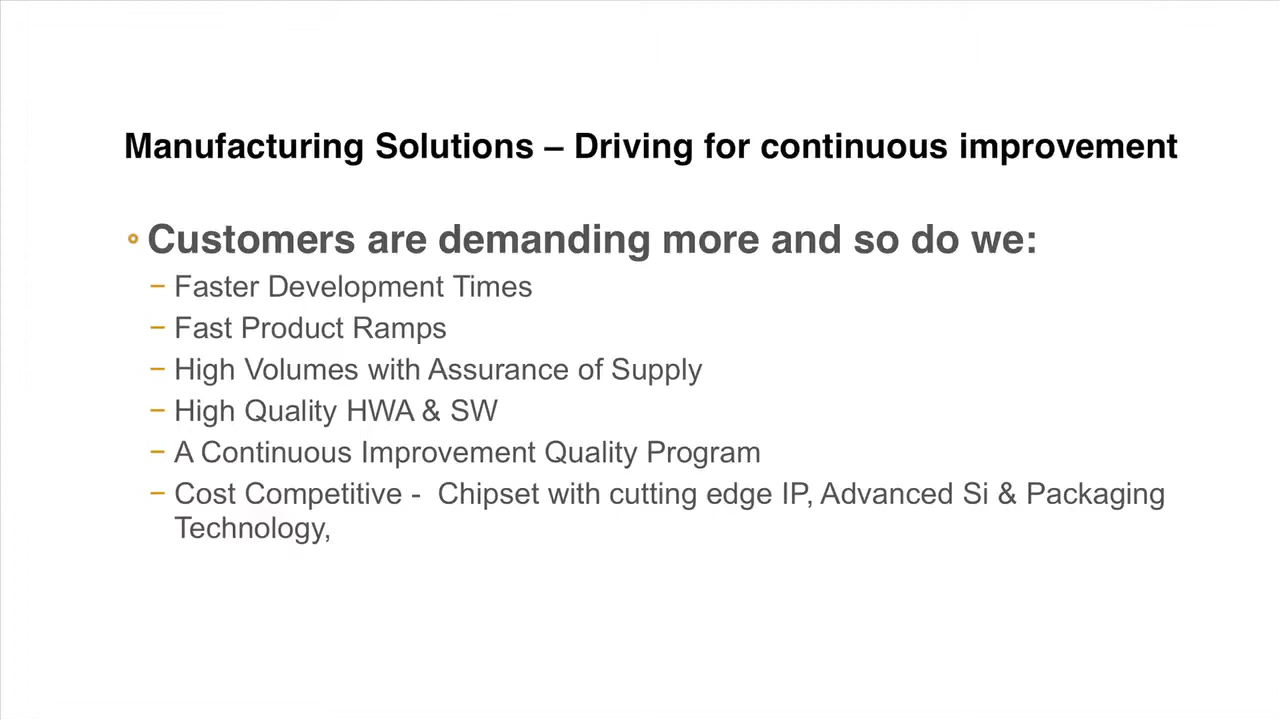 Manufacturing Solutions – Driving for continuous improvement
Customers are demanding more and so do we:
– Faster Development Times
– Fast Product Ramps
– High Volumes with Assurance of Supply
– High Quality HWA & SW
– A Continuous Improvement Quality Program
– Cost Competitive - Chipset with cutting edge IP, Advanced Si & Packaging
Technology,